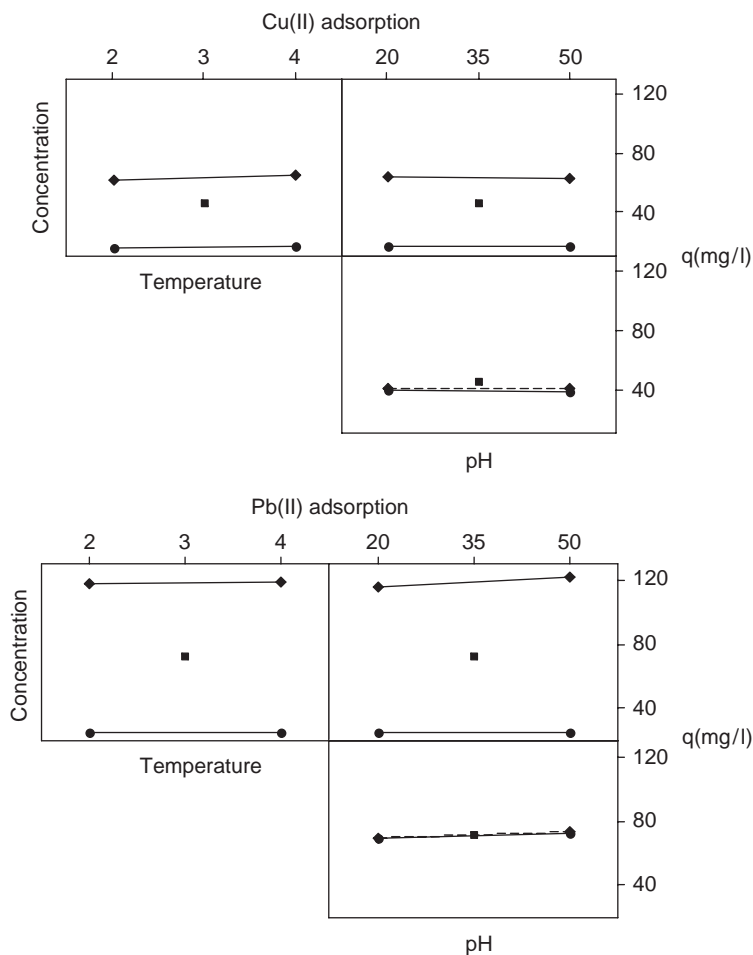 Cu(II) adsorption
2 3 4 20 35 50
120
80
40
Concentration
q(mg/l)
Temperature
120
80
40
pH
Pb(II) adsorption
2 3 4 20 35 50
120
80
40
Concentration
q(mg/l)
Temperature
120
80
40
pH